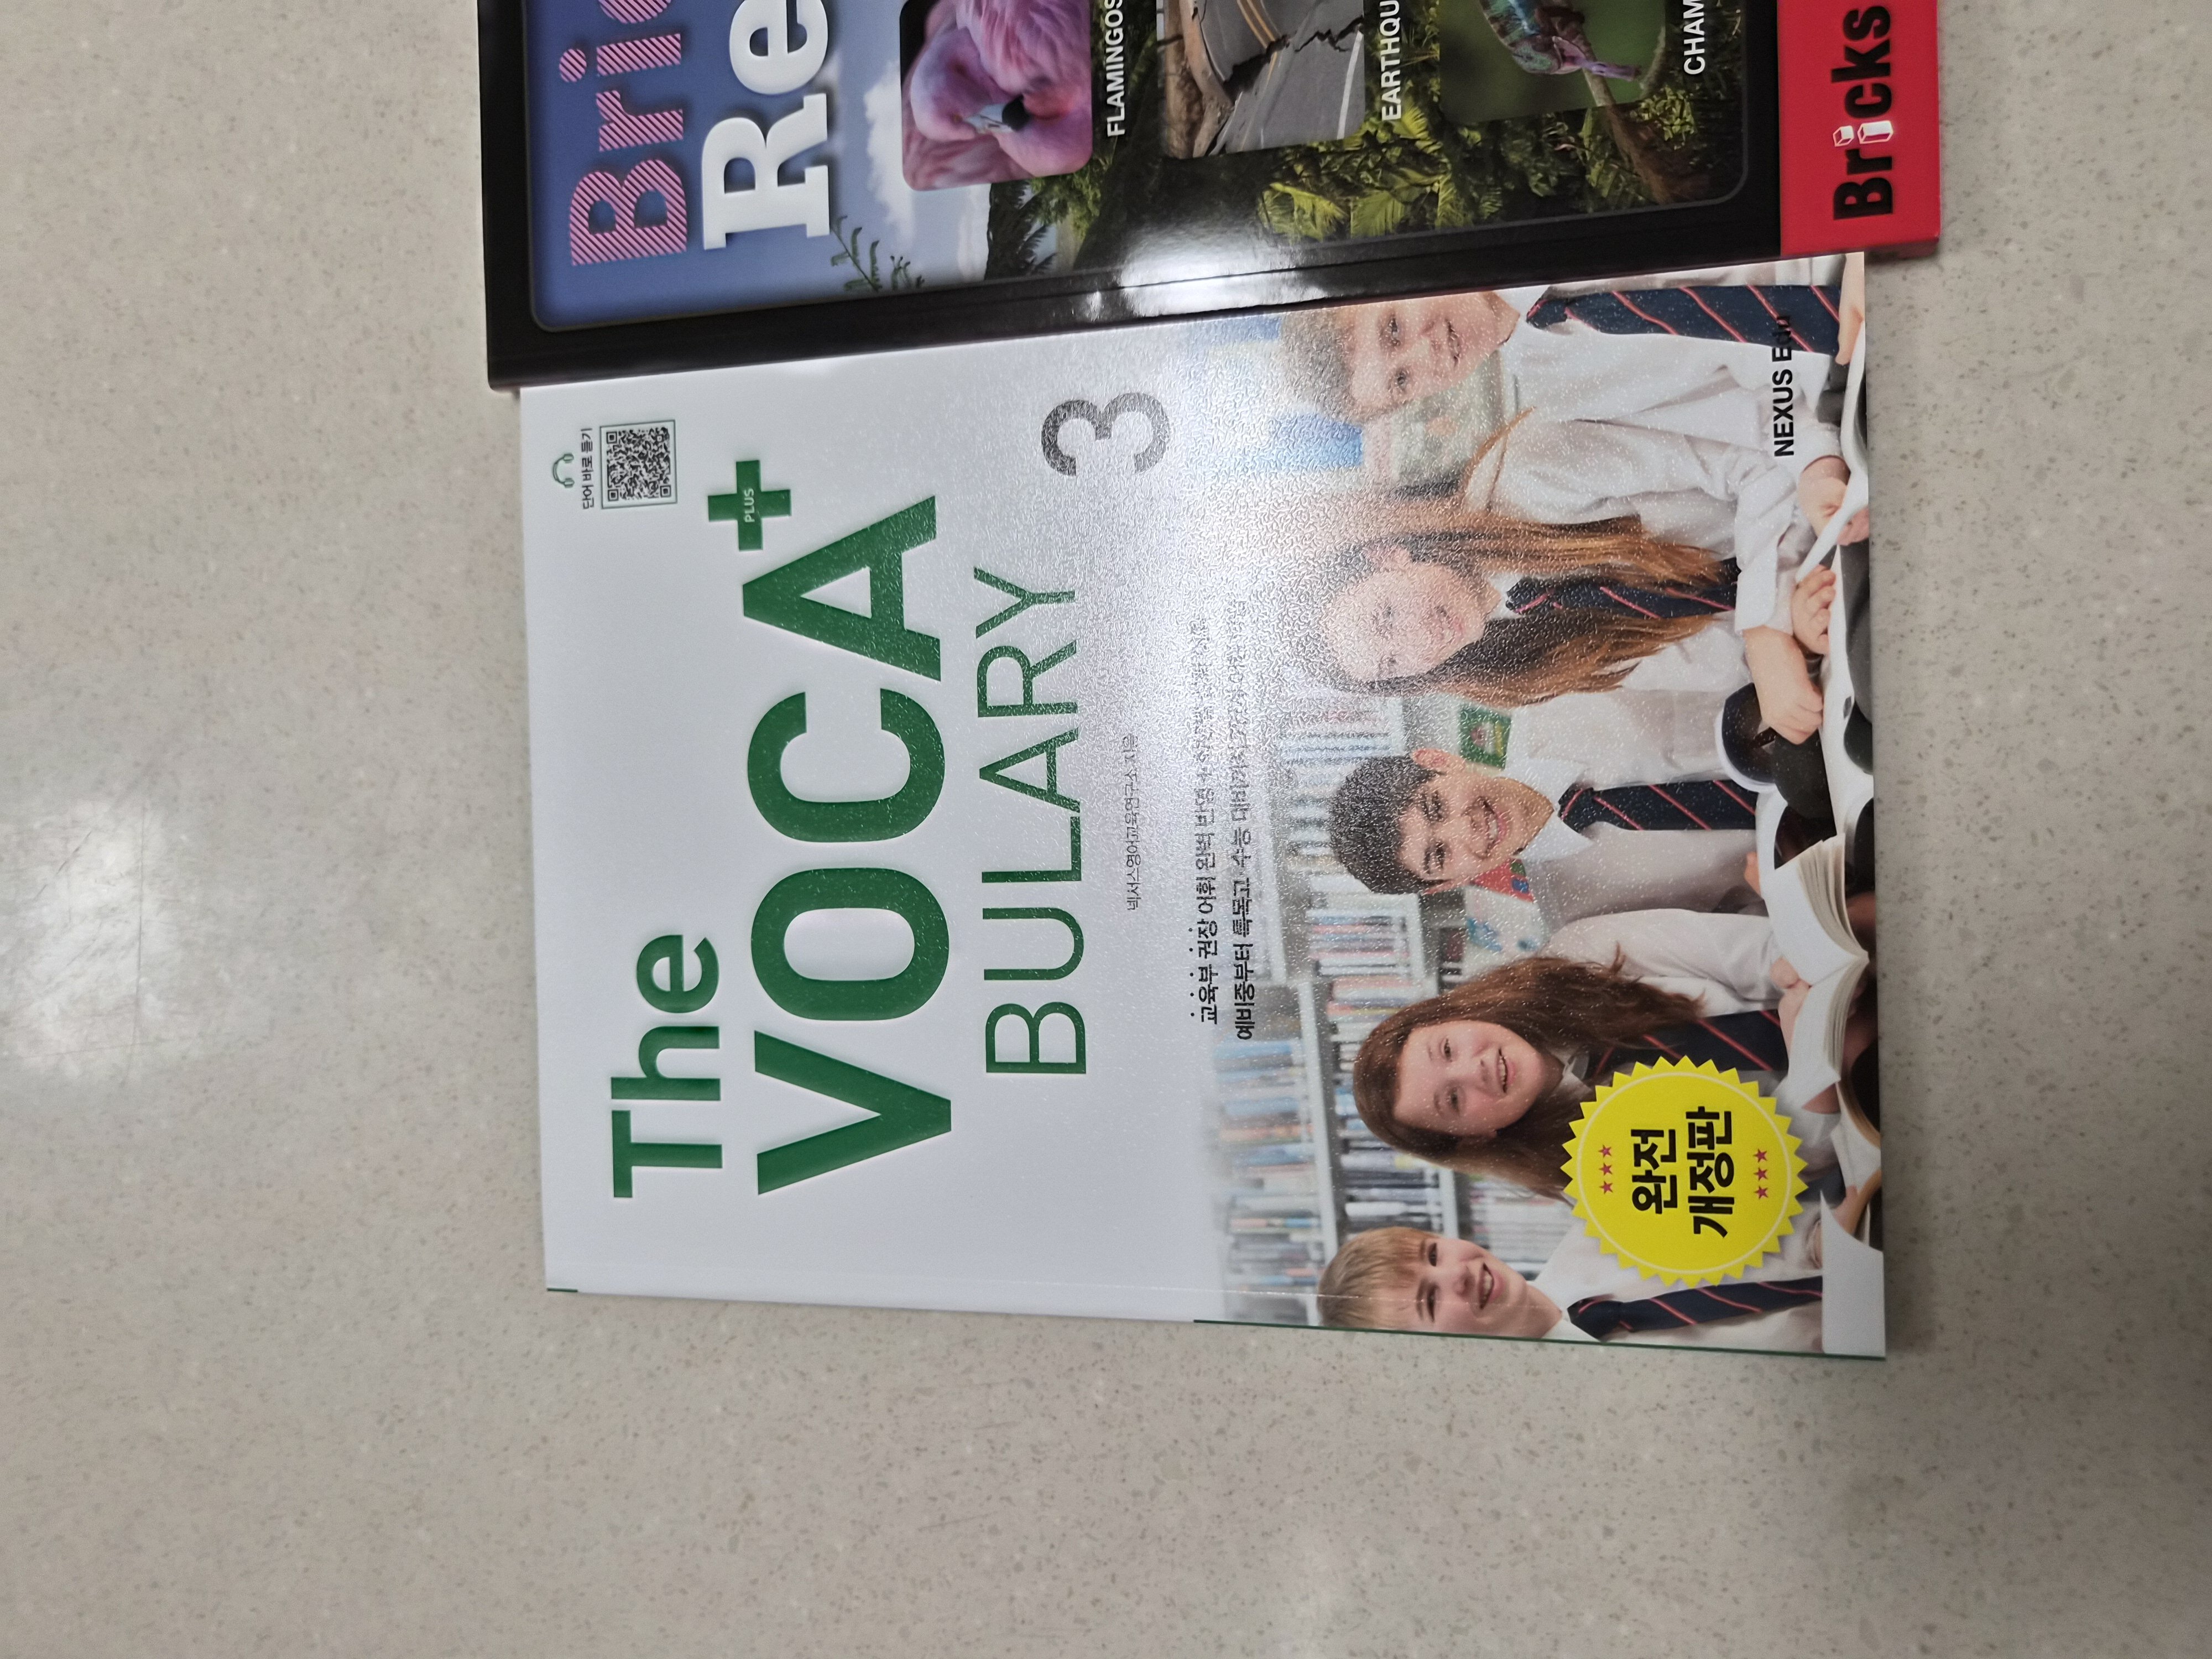 단어 바로 듣기
The
VOCA
PLUS
BULARY
3
넥서스영어교육연구소 지음
교육부 권장 어휘 완벽 반영
예비중부터 특목고 수능 대비까지
완전
개정판
NEXUS Edu
Bric
Re
FLAMINGOS
EARTHQU
CHAM
Bricks